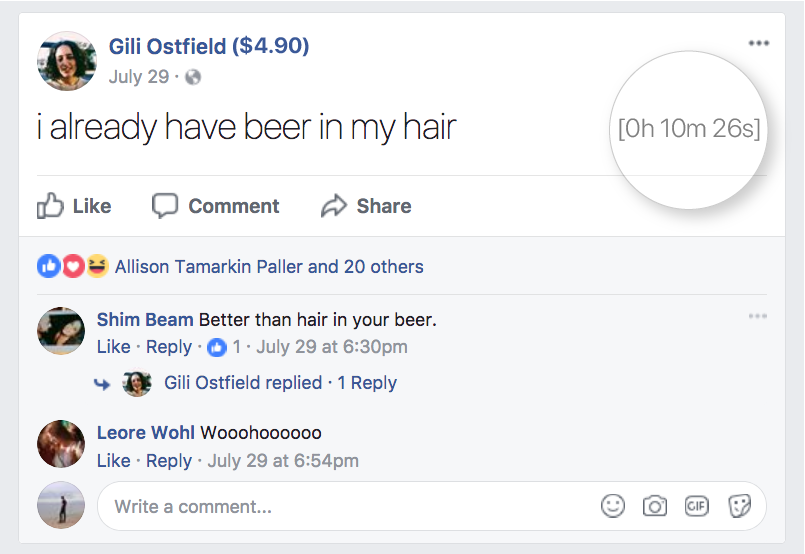 Gili Ostfield ($4.90)
July 29 ·
i already have beer in my hair
[0h 10m 26s]
Like Comment Share
Allison Tamarkin Paller and 20 others
Shim Beam Better than hair in your beer.
Like · Reply · 1 · July 29 at 6:30pm
Gili Ostfield replied · 1 Reply
Leore Wohl Wooohoooooo
Like · Reply · July 29 at 6:54pm
Write a comment...
GIF